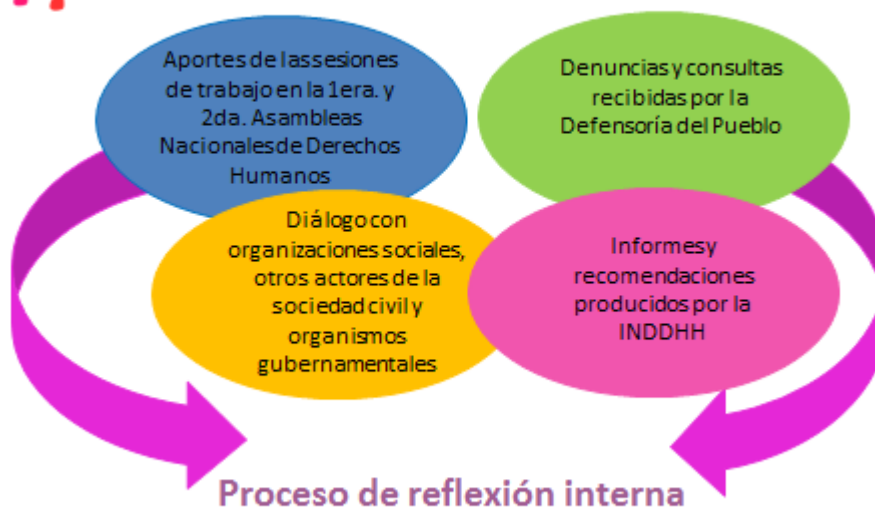 Aportes de lassesiones
de trabajo en la 1era. y
2da. Asambleas
Nacionales de Derechos
Humanos
Denuncias y consultas
recibidas por la
Defensoría del Pueblo
Diálogo con
organizaciones sociales,
otros actores de la
sociedad civil y
organismos
gubernamentales
Informes y
recomendaciones
producidos por la
INDDHH
Proceso de reflexión interna